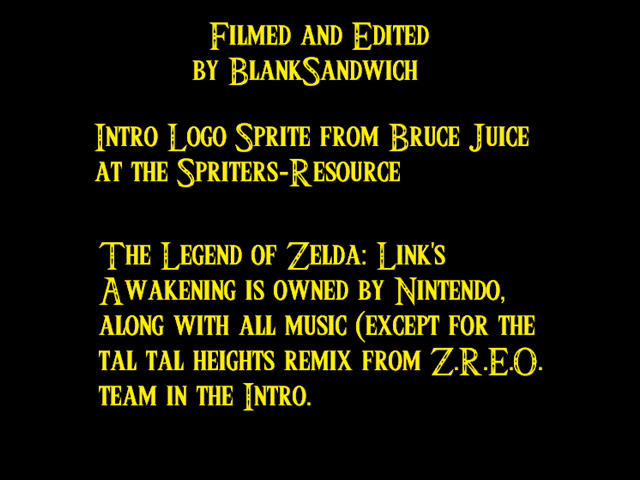 Filmed and Edited
by BlankSandwich
Intro Logo Sprite from Bruce Juice
at the Spriters-Resource
The Legend of Zelda: Link's
Awakening is owned by Nintendo,
along with all music (except for the
tal tal heights remix from Z.R.E.O.
team in the Intro.